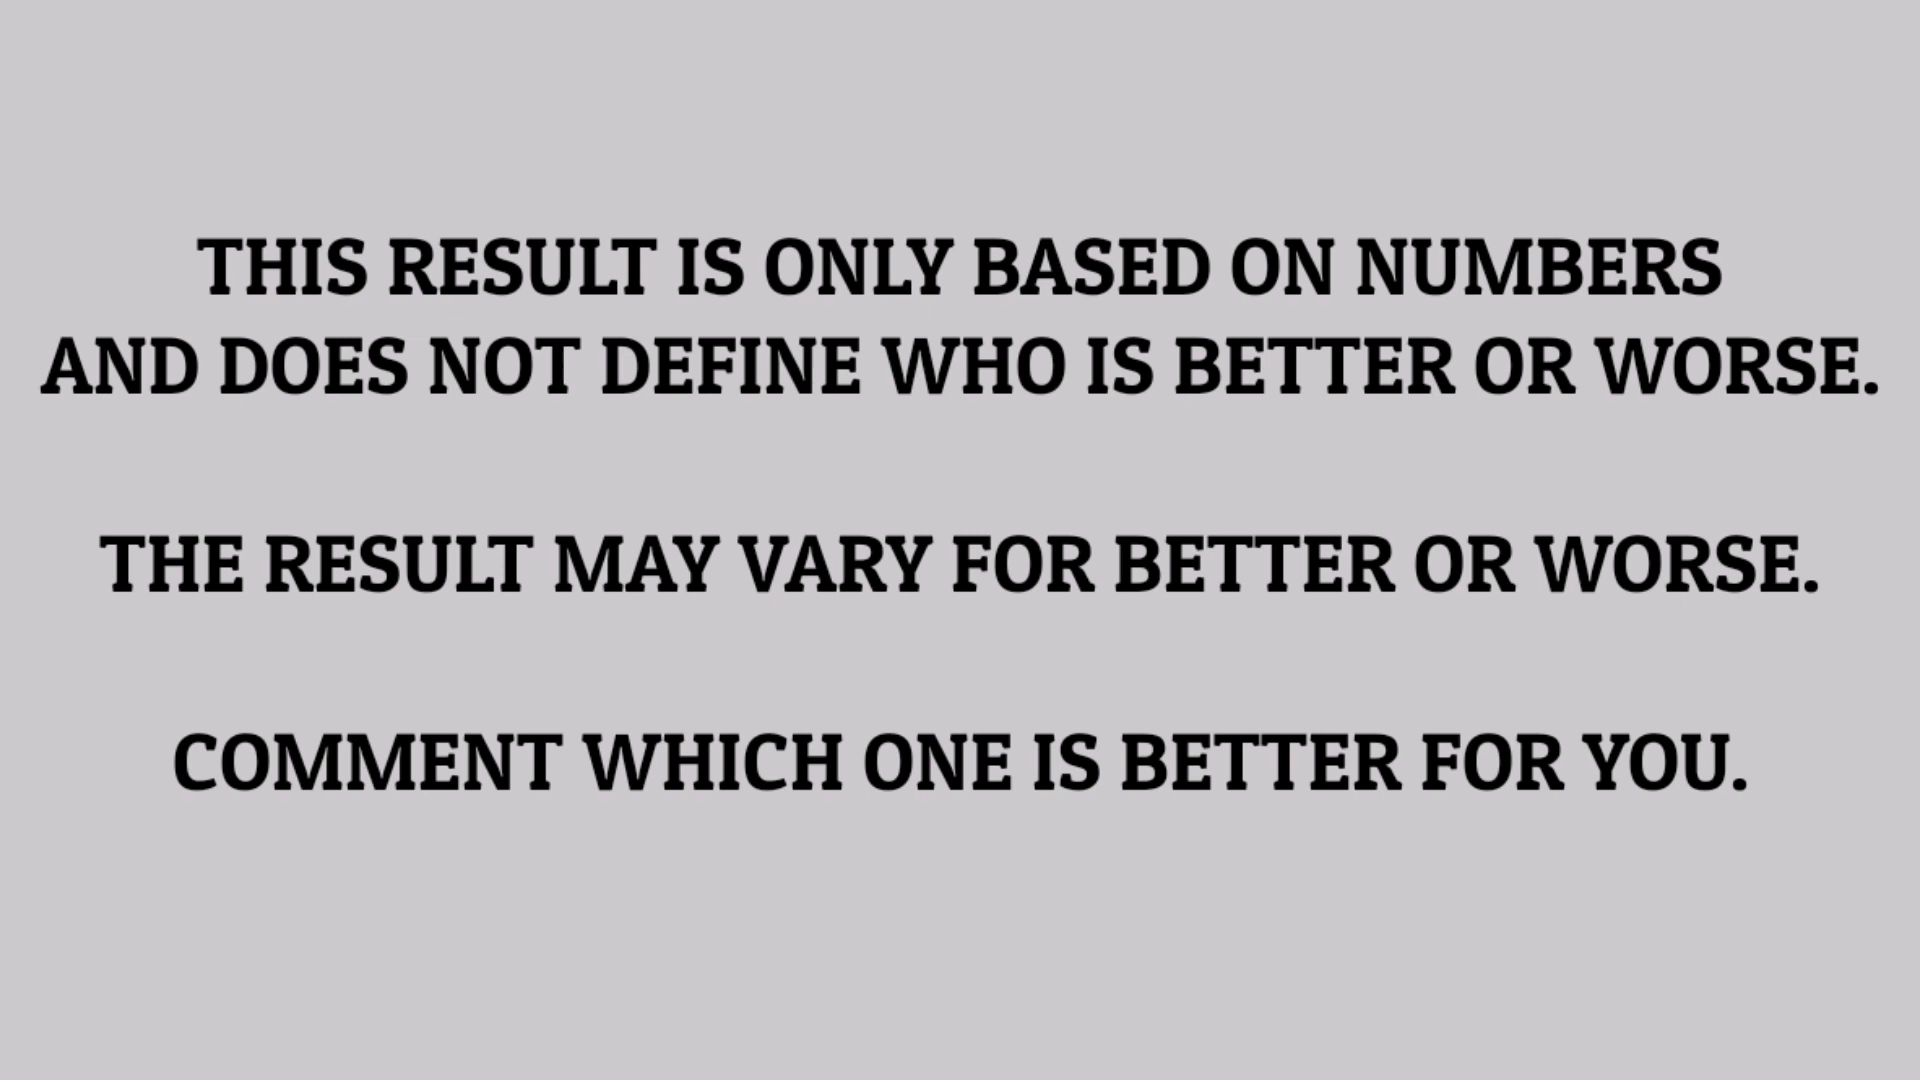 THIS RESULT IS ONLY BASED ON NUMBERS
AND DOES NOT DEFINE WHO IS BETTER OR WORSE.
THE RESULT MAY VARY FOR BETTER OR WORSE.
COMMENT WHICH ONE IS BETTER FOR YOU.